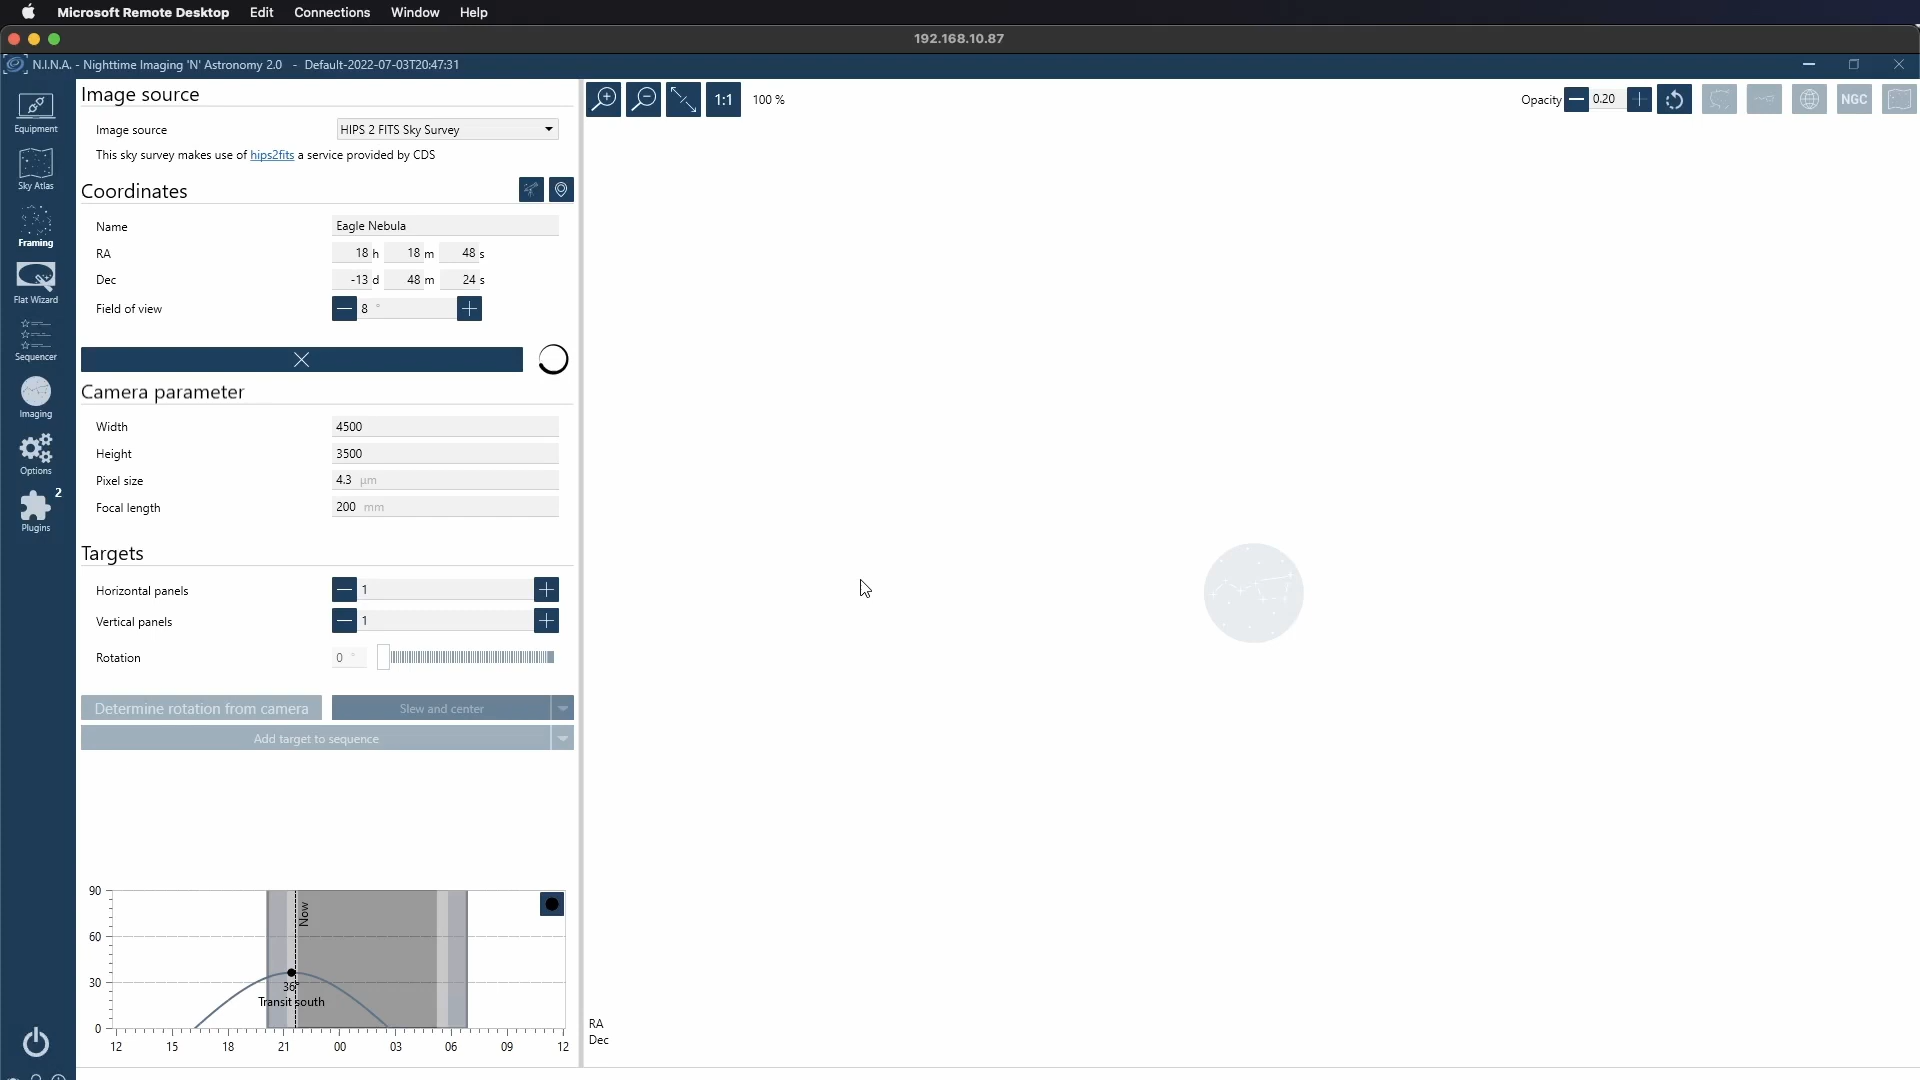 Microsoft Remote Desktop Edit Connections Window Help
192.168.10.87
N.I.N.A. - Nighttime Imaging 'N' Astronomy 2.0 - Default-2022-07-03T20:47:31
Equipment
Sky Atlas
Framing
Flat Wizard
Sequencer
Imaging
Options
2
Plugins
Image source
Image source HIPS 2 FITS Sky Survey
This sky survey makes use of hips2fits a service provided by CDS
Coordinates
Name Eagle Nebula
RA 18 h 18 m 48 s
Dec -13 d 48 m 24 s
Field of view 8 °
Camera parameter
Width 4500
Height 3500
Pixel size 4.3 µm
Focal length 200 mm
Targets
Horizontal panels 1
Vertical panels 1
Rotation 0 °
Determine rotation from camera Slew and center
Add target to sequence
90
60
30
0
Now
36°
Transit south
12 15 18 21 00 03 06 09 12
1:1 100 %
Opacity 0.20 NGC
RA
Dec